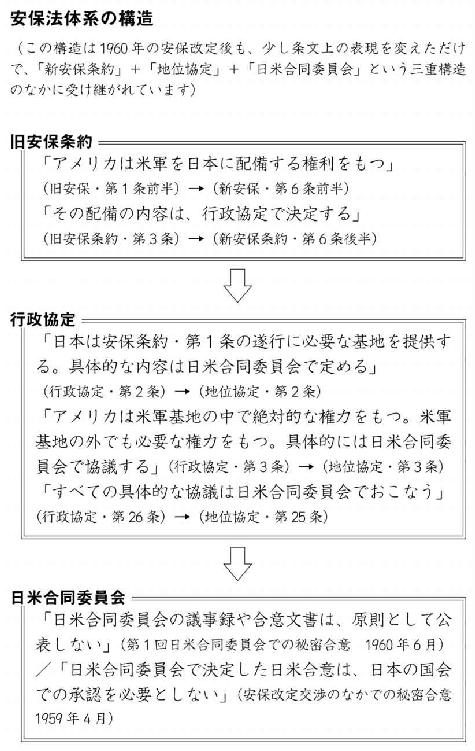 安保法体系の構造
（この構造は1960年の安保改定後も、少し条文上の表現を変えただけ
で、「新安保条約」＋「地位協定」＋「日米合同委員会」という三重構造
のなかに受け継がれています）
旧安保条約
「アメリカは米軍を日本に配備する権利をもつ」
（旧安保・第１条前半）→（新安保・第６条前半）
「その配備の内容は、行政協定で決定する」
（旧安保条約・第３条）→（新安保条約・第６条後半）
行政協定
「日本は安保条約・第１条の遂行に必要な基地を提供す
る。具体的な内容は日米合同委員会で定める」
（行政協定・第２条）→（地位協定・第２条）
「アメリカは米軍基地の中で絶対的な権力をもつ。米軍
基地の外でも必要な権力をもつ。具体的には日米合同委
員会で協議する」（行政協定・第３条）→（地位協定・第３条）
「すべての具体的な協議は日米合同委員会でおこなう」
（行政協定・第26条）→（地位協定・第25条）
日米合同委員会
「日米合同委員会の議事録や合意文書は、原則として公
表しない」（第１回日米合同委員会での秘密合意　1960年６月）
／「日米合同委員会で決定した日米合意は、日本の国会
での承認を必要としない」（安保改定交渉のなかでの秘密合意
1959年４月）